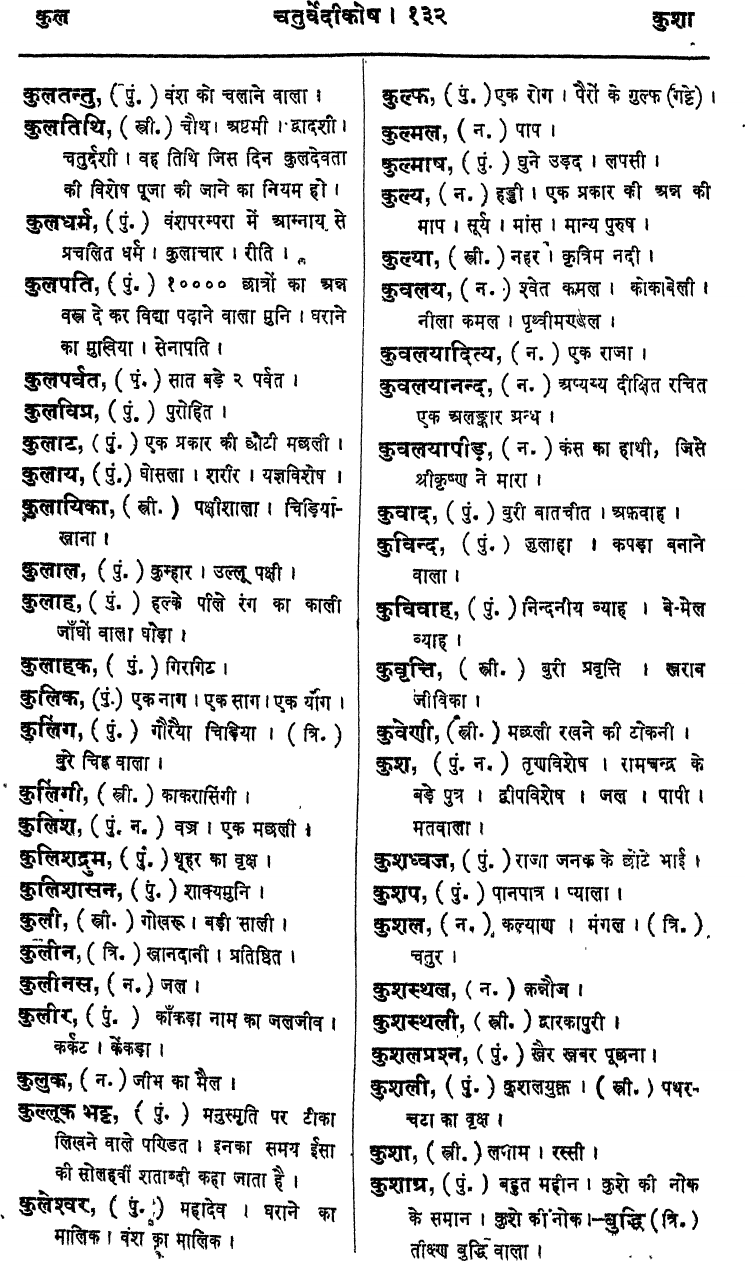 कुल चतुर्वेदीकोष । १३२ कुशा
कुलतन्तु, (पुं.) वंश को चलाने वाला ।
कुलतिथि, (स्त्री.) चौथ। अष्टमी । द्वादशी ।
चतुर्दशी । वह तिथि जिस दिन कुलदेवता
की विशेष पूजा की जाने का नियम हो ।
कुलधर्म, (पुं.) वंशपरम्परा में आम्नाय से
प्रचलित धर्म । कुलाचार । रीति ।
कुलपति, (पुं.) १०००० छात्रों का अन्न
वस्त्र दे कर विद्या पढ़ाने वाला मुनि । घराने
का मुखिया । सेनापति ।
कुलपर्वत, (पुं.) सात बड़े २ पर्वत ।
कुलविप्र, (पुं.) पुरोहित ।
कुलाट, (पुं.) एक प्रकार की छोटी मछली ।
कुलाय, (पुं.) घोसला । शरीर । यज्ञविशेष ।
कुलायिका, (स्त्री.) पक्षीशाला । चिड़िया-
खाना ।
कुलाल, (पुं.) कुम्हार । उल्लू पक्षी ।
कुलाह, (पुं.) हल्के पीले रंग का काली
जाँघों वाला घोड़ा ।
कुलाहक, (पुं.) गिरगिट ।
कुलिक, (पुं.) एक नाग । एक साग । एक योग ।
कुलिंग, (पुं.) गौरैया चिड़िया । (त्रि.)
बुरे चिह्न वाला ।
कुलिंगी, (स्त्री.) काकरासिंगी ।
कुलिश, (पुं. न.) वज्र । एक मछली ।
कुलिशद्रुम, (पुं.) थूहर का वृक्ष ।
कुलिशासन, (पुं.) शाक्यमुनि ।
कुली, (स्त्री.) गोखरू । बड़ी साली ।
कुलीन, (त्रि.) खानदानी । प्रतिष्ठित ।
कुलीनस, (न.) जल ।
कुलीर, (पुं.) काँकड़ा नाम का जलजीव ।
कर्कट । केंकड़ा ।
कुलुक, (न.) जीभ का मैल ।
कुल्लूक भट्ट, (पुं.) मनुस्मृति पर टीका
लिखने वाले पण्डित । इनका समय ईसा
की सोलहवीं शताब्दी कहा जाता है ।
कुलेश्वर, (पुं.) महादेव । घराने का
मालिक । वंश का मालिक ।
कुल्फ, (पुं.) एक रोग । पैरों के गुल्फ (गट्टे) ।
कुल्मल, (न.) पाप ।
कुल्माष, (पुं.) घुने उड़द । लपसी ।
कुल्य, (न.) हड्डी । एक प्रकार की अन्न की
माप । सूर्य । मांस । मान्य पुरुष ।
कुल्या, (स्त्री.) नहर । कृत्रिम नदी ।
कुवलय, (न.) श्वेत कमल । कोकाबेली ।
नीला कमल । पृथ्वीमण्डल ।
कुवलयादित्य, (न.) एक राजा ।
कुवलयानन्द, (न.) अप्यय्य दीक्षित रचित
एक अलङ्कार ग्रन्थ ।
कुवलयापीड़, (न.) कंस का हाथी, जिसे
श्रीकृष्ण ने मारा ।
कुवाद, (पुं.) बुरी बातचीत । अफ़वाह ।
कुविन्द, (पुं.) जुलाहा । कपड़ा बनाने
वाला ।
कुविवाह, (पुं.) निन्दनीय व्याह । बे-मेल
व्याह ।
कुवृत्ति, (स्त्री.) बुरी प्रवृत्ति । खराब
जीविका ।
कुवेणी, (स्त्री.) मछली रखने की टोकनी ।
कुश, (पुं. न.) तृणविशेष । रामचन्द्र के
बड़े पुत्र । द्वीपविशेष । जल । पापी ।
मतवाला ।
कुशध्वज, (पुं.) राजा जनक के छोटे भाई ।
कुशप, (पुं.) पानपात्र । प्याला ।
कुशल, (न.) कल्याण । मंगल । (त्रि.)
चतुर ।
कुशस्थल, (न.) क़न्नौज ।
कुशस्थली, (स्त्री.) द्वारकापुरी ।
कुशलप्रश्न, (पुं.) खैर खबर पूछना ।
कुशली, (पुं.) कुशलयुक्त । (स्त्री.) पथर-
चटा का वृक्ष ।
कुशा, (स्त्री.) लगाम । रस्सी ।
कुशाग्र, (पुं.) बहुत महीन । कुशे की नोक
के समान । कुशे की नोक ।-बुद्धि (त्रि.)
तीक्ष्ण बुद्धि वाला ।